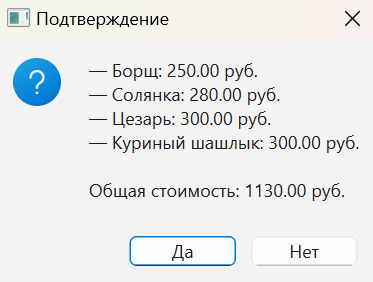 Подтверждение
?
— Борщ: 250.00 руб.
— Солянка: 280.00 руб.
— Цезарь: 300.00 руб.
— Куриный шашлык: 300.00 руб.
Общая стоимость: 1130.00 руб.
Да
Нет